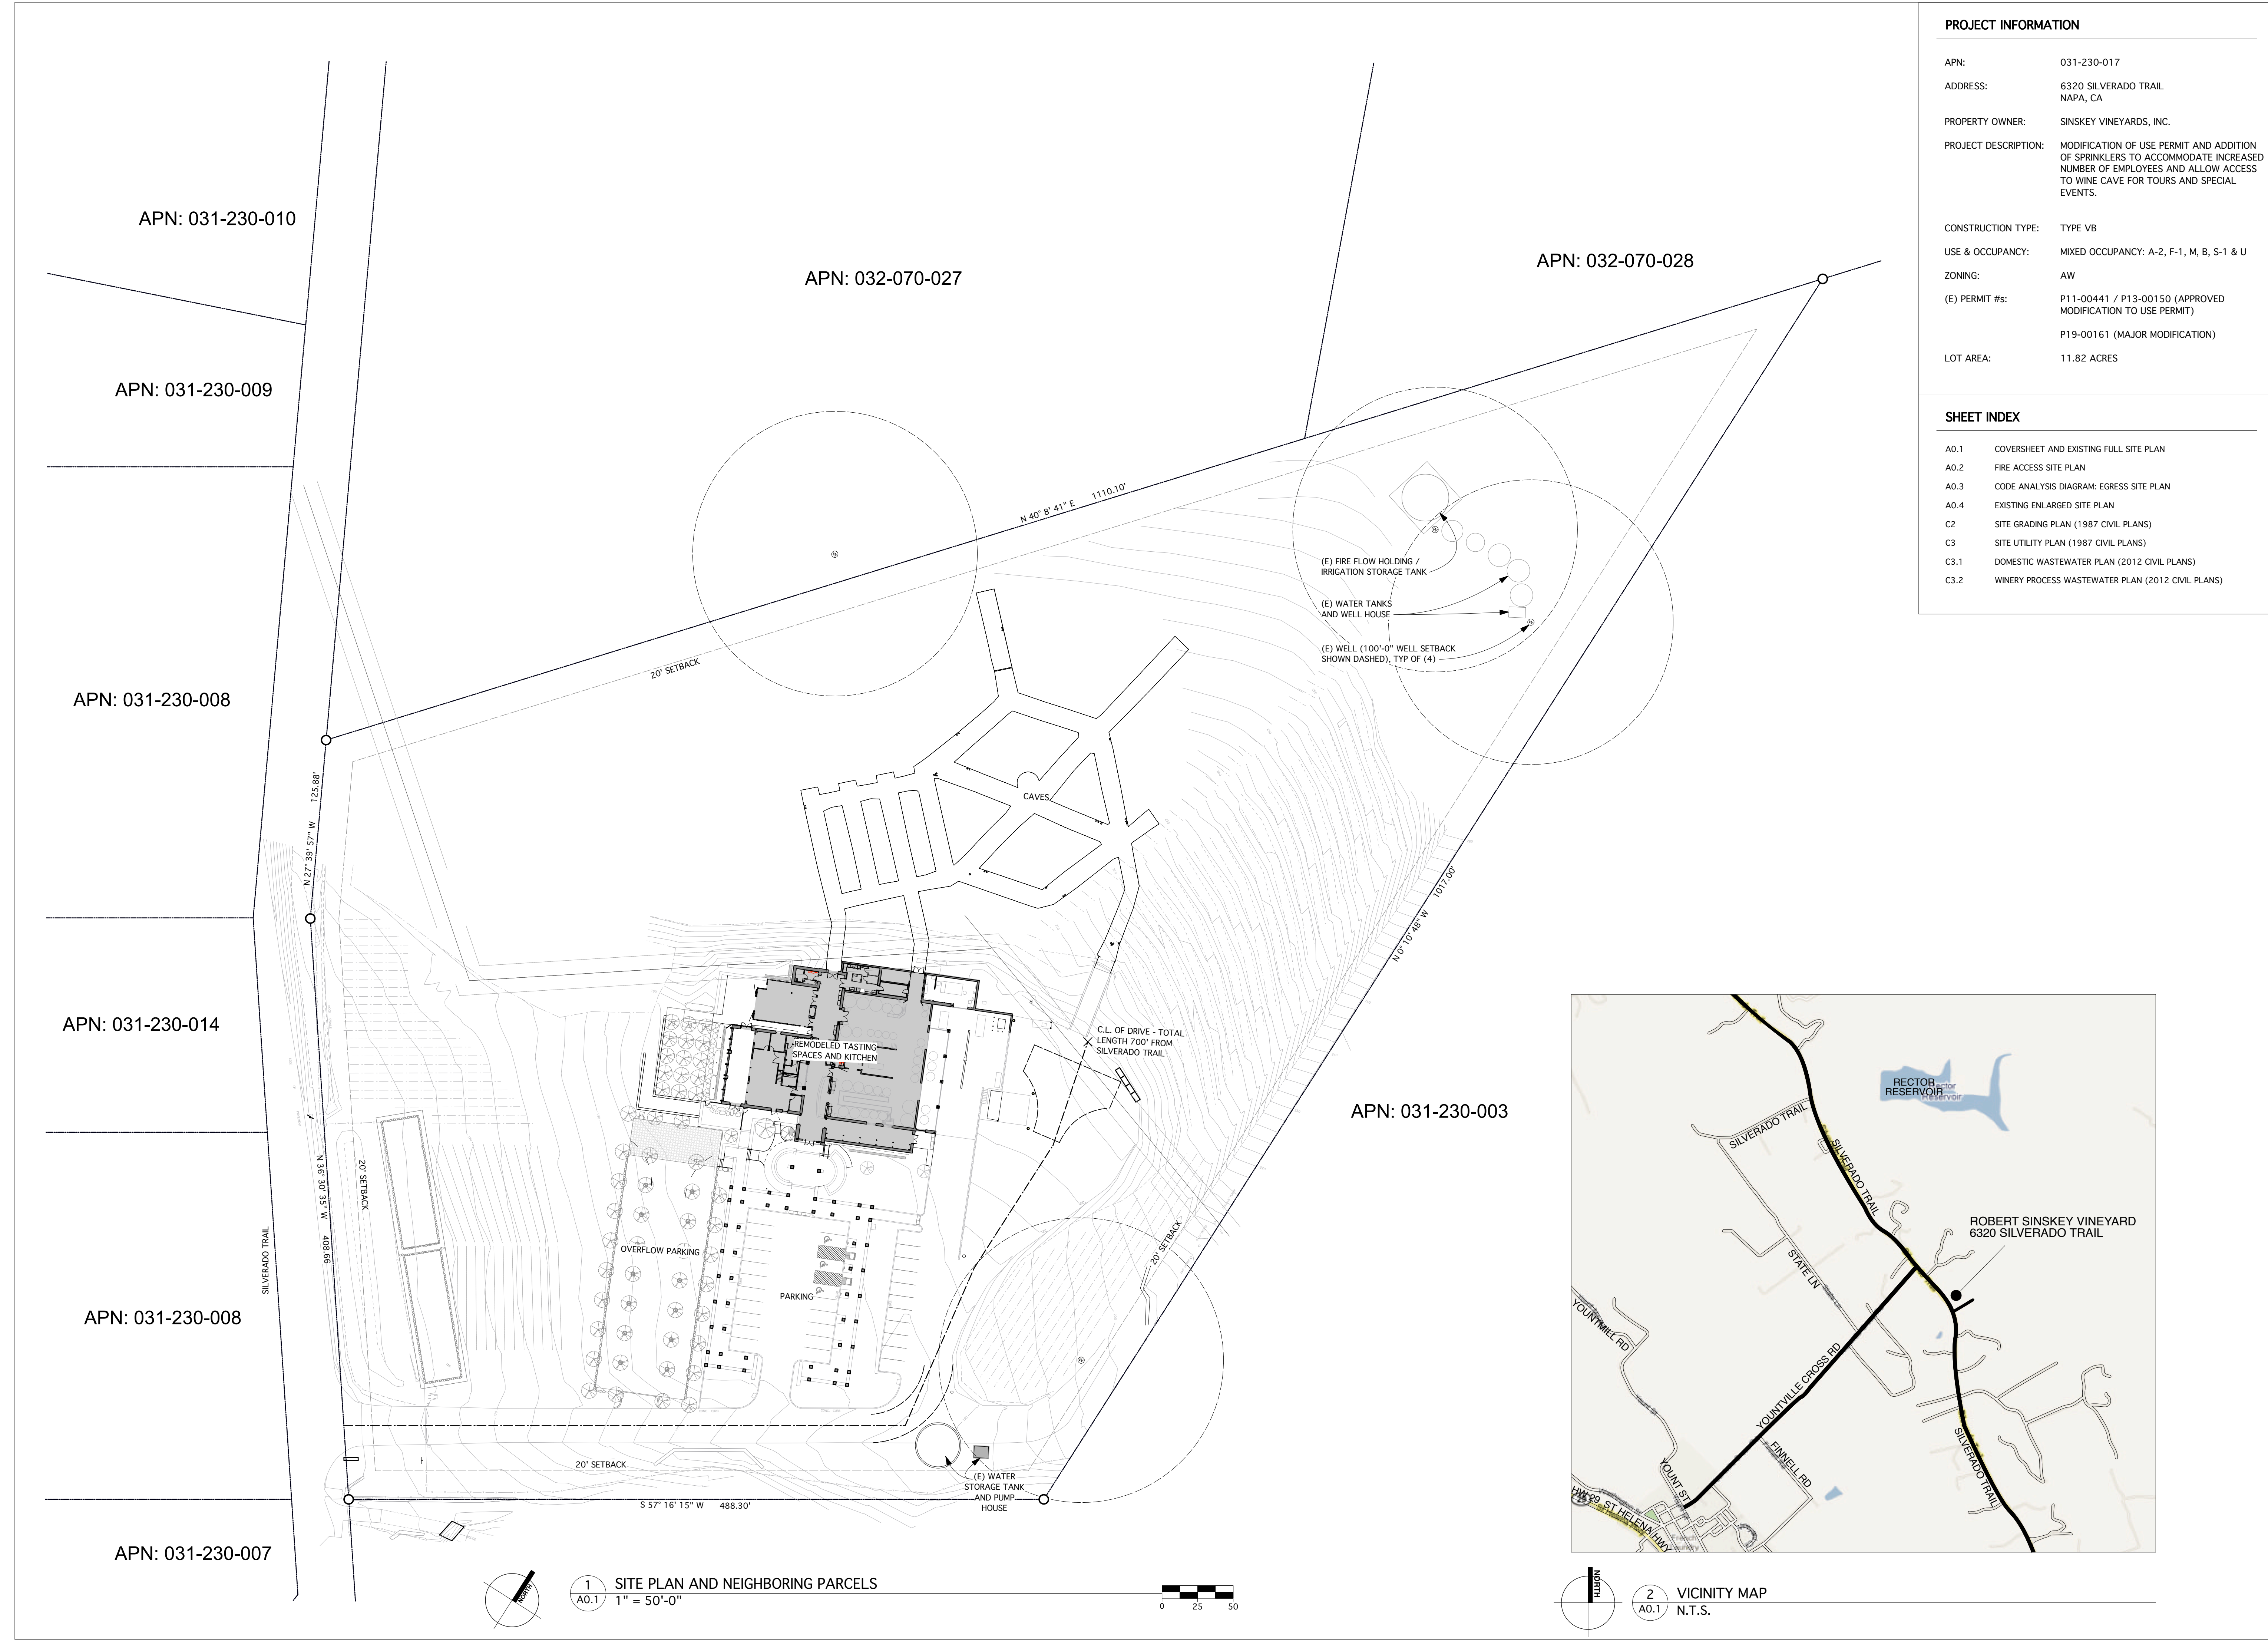 PROJECT INFORMATION
APN: 031-230-017
ADDRESS: 6320 SILVERADO TRAIL
NAPA, CA
PROPERTY OWNER: SINSKEY VINEYARDS, INC.
PROJECT DESCRIPTION: MODIFICATION OF USE PERMIT AND ADDITION
OF SPRINKLERS TO ACCOMMODATE INCREASED
NUMBER OF EMPLOYEES AND ALLOW ACCESS
TO WINE CAVE FOR TOURS AND SPECIAL
EVENTS.
CONSTRUCTION TYPE: TYPE VB
USE & OCCUPANCY: MIXED OCCUPANCY: A-2, F-1, M, B, S-1 & U
ZONING: AW
(E) PERMIT #s: P11-00441 / P13-00150 (APPROVED
MODIFICATION TO USE PERMIT)
P19-00161 (MAJOR MODIFICATION)
LOT AREA: 11.82 ACRES
SHEET INDEX
A0.1 COVERSHEET AND EXISTING FULL SITE PLAN
A0.2 FIRE ACCESS SITE PLAN
A0.3 CODE ANALYSIS DIAGRAM: EGRESS SITE PLAN
A0.4 EXISTING ENLARGED SITE PLAN
C2 SITE GRADING PLAN (1987 CIVIL PLANS)
C3 SITE UTILITY PLAN (1987 CIVIL PLANS)
C3.1 DOMESTIC WASTEWATER PLAN (2012 CIVIL PLANS)
C3.2 WINERY PROCESS WASTEWATER PLAN (2012 CIVIL PLANS)
APN: 031-230-010
APN: 032-070-027
APN: 032-070-028
APN: 031-230-009
APN: 031-230-008
N 40° 8' 41" E 1110.10'
20' SETBACK
(E) FIRE FLOW HOLDING /
IRRIGATION STORAGE TANK
(E) WATER TANKS
AND WELL HOUSE
(E) WELL (100'-0" WELL SETBACK
SHOWN DASHED), TYP OF (4)
N 27° 39' 57" W 125.88'
CAVES
N 0° 10' 48" W 1017.00'
APN: 031-230-014
C.L. OF DRIVE - TOTAL
LENGTH 700' FROM
SILVERADO TRAIL
REMODELED TASTING
SPACES AND KITCHEN
APN: 031-230-003
N 36° 30' 35" W 408.66
20' SETBACK
SILVERADO TRAIL
20' SETBACK
OVERFLOW PARKING
PARKING
APN: 031-230-008
20' SETBACK
(E) WATER
STORAGE TANK
AND PUMP
HOUSE
S 57° 16' 15" W 488.30'
APN: 031-230-007
NORTH
1
A0.1
SITE PLAN AND NEIGHBORING PARCELS
1" = 50'-0"
0 25 50
RECTOR
RESERVOIR
Rector
Reservoir
SILVERADO TRAIL
SILVERADO TRAIL
ROBERT SINSKEY VINEYARD
6320 SILVERADO TRAIL
STATE LN
YOUNTMILL RD
YOUNTVILLE CROSS RD
FINNELL RD
YOUNT ST
SILVERADO TRAIL
HW 29 ST HELENA HWY
French
Laundry
NORTH
2
A0.1
VICINITY MAP
N.T.S.